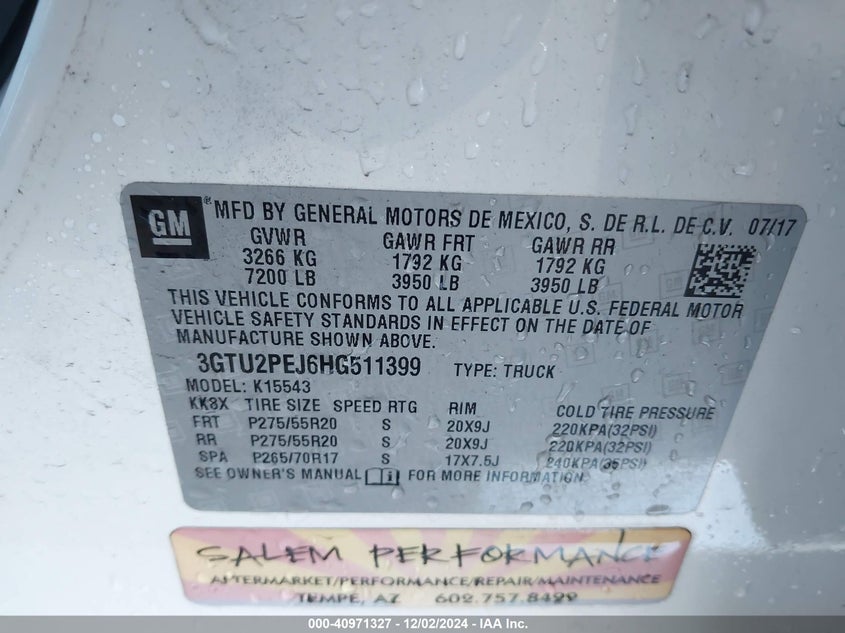 GM ® MFD BY GENERAL MOTORS DE MEXICO, S. DE R.L. DE C.V. 07/17
GVWR GAWR FRT GAWR RR
3266 KG 1792 KG 1792 KG
7200 LB 3950 LB 3950 LB
THIS VEHICLE CONFORMS TO ALL APPLICABLE U.S. FEDERAL MOTOR
VEHICLE SAFETY STANDARDS IN EFFECT ON THE DATE OF
MANUFACTURE SHOWN ABOVE.
3GTU2PEJ6HG511399 TYPE: TRUCK
MODEL: K15543
KK8X TIRE SIZE SPEED RTG RIM COLD TIRE PRESSURE
FRT P275/55R20 S 20X9J 220KPA(32PSI)
RR P275/55R20 S 20X9J 220KPA(32PSI)
SPA P265/70R17 S 17X7.5J 240KPA(35PSI)
SEE OWNER'S MANUAL FOR MORE INFORMATION.
SALEM PERFORMANCE
AFTERMARKET/PERFORMANCE/REPAIR/MAINTENANCE
TEMPE, AZ 602.757.8499
000-40971327 - 12/02/2024 - IAA Inc.